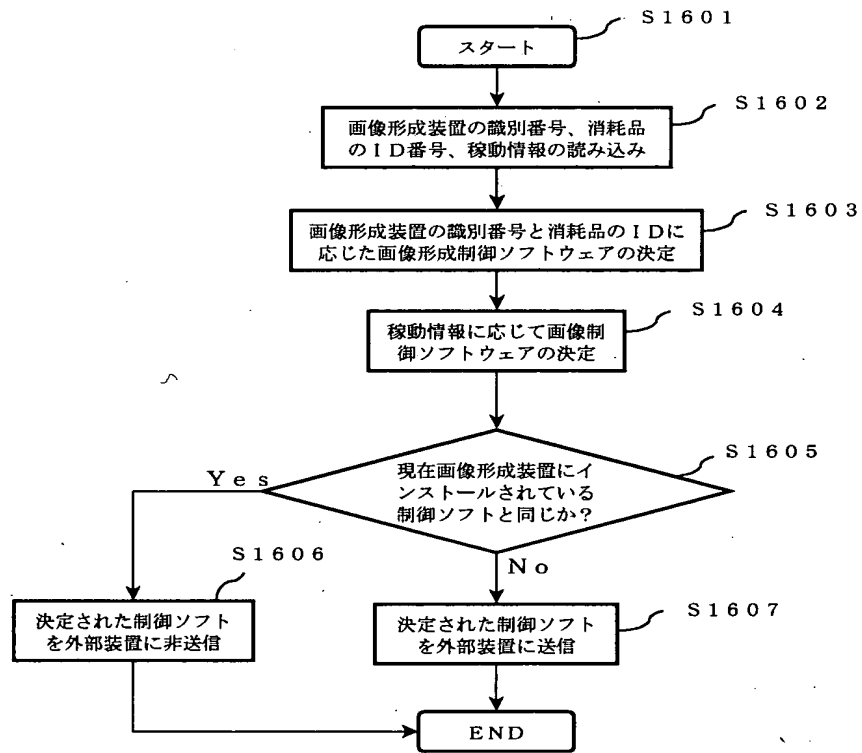 S1601
スタート
S1602
画像形成装置の識別番号、消耗品
のID番号、稼動情報の読み込み
S1603
画像形成装置の識別番号と消耗品のIDに
応じた画像形成制御ソフトウェアの決定
S1604
稼動情報に応じて画像制
御ソフトウェアの決定
S1605
現在画像形成装置にイ
ンストールされている
制御ソフトと同じか？
Yes
No
S1606
決定された制御ソフト
を外部装置に非送信
S1607
決定された制御ソフト
を外部装置に送信
END